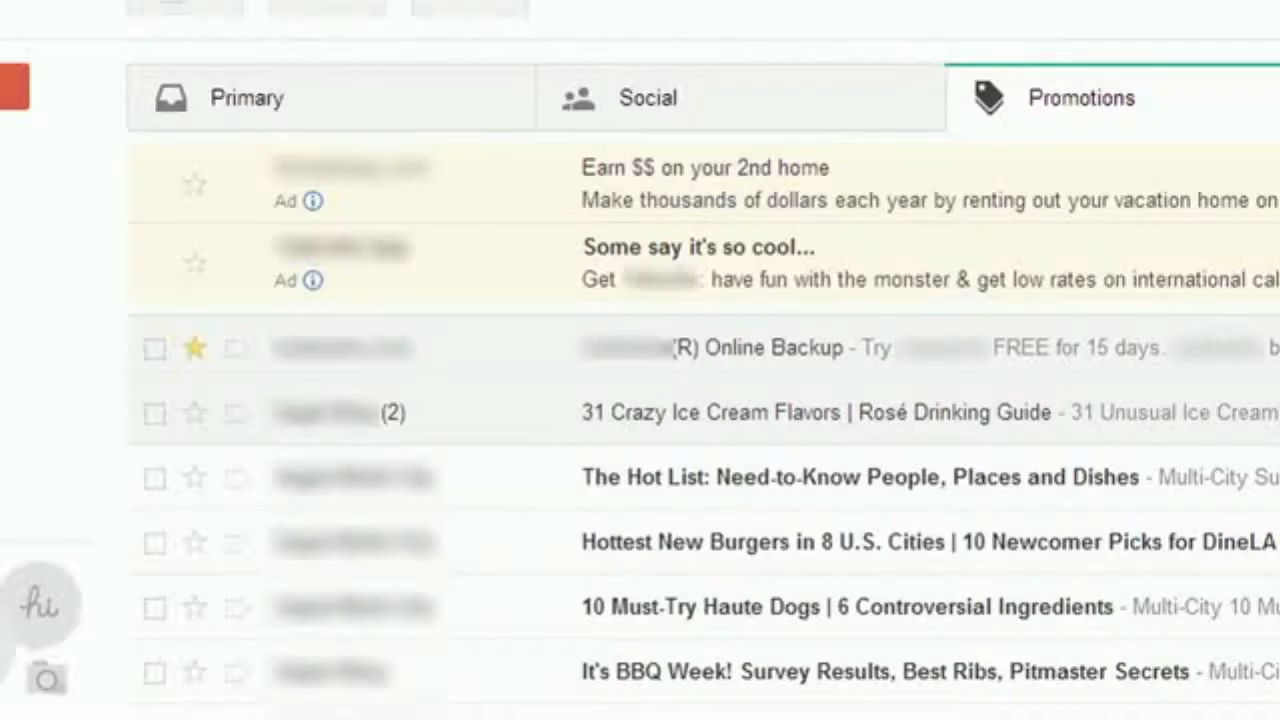 Primary
Social
Promotions
Earn $$ on your 2nd home
Ad
Make thousands of dollars each year by renting out your vacation home on
Some say it's so cool...
Ad
Get have fun with the monster & get low rates on international cal
(R) Online Backup - Try FREE for 15 days. b
(2) 31 Crazy Ice Cream Flavors | Rosé Drinking Guide - 31 Unusual Ice Cream
The Hot List: Need-to-Know People, Places and Dishes - Multi-City Su
Hottest New Burgers in 8 U.S. Cities | 10 Newcomer Picks for DineLA
10 Must-Try Haute Dogs | 6 Controversial Ingredients - Multi-City 10 Mu
It's BBQ Week! Survey Results, Best Ribs, Pitmaster Secrets - Multi-Ci
hi